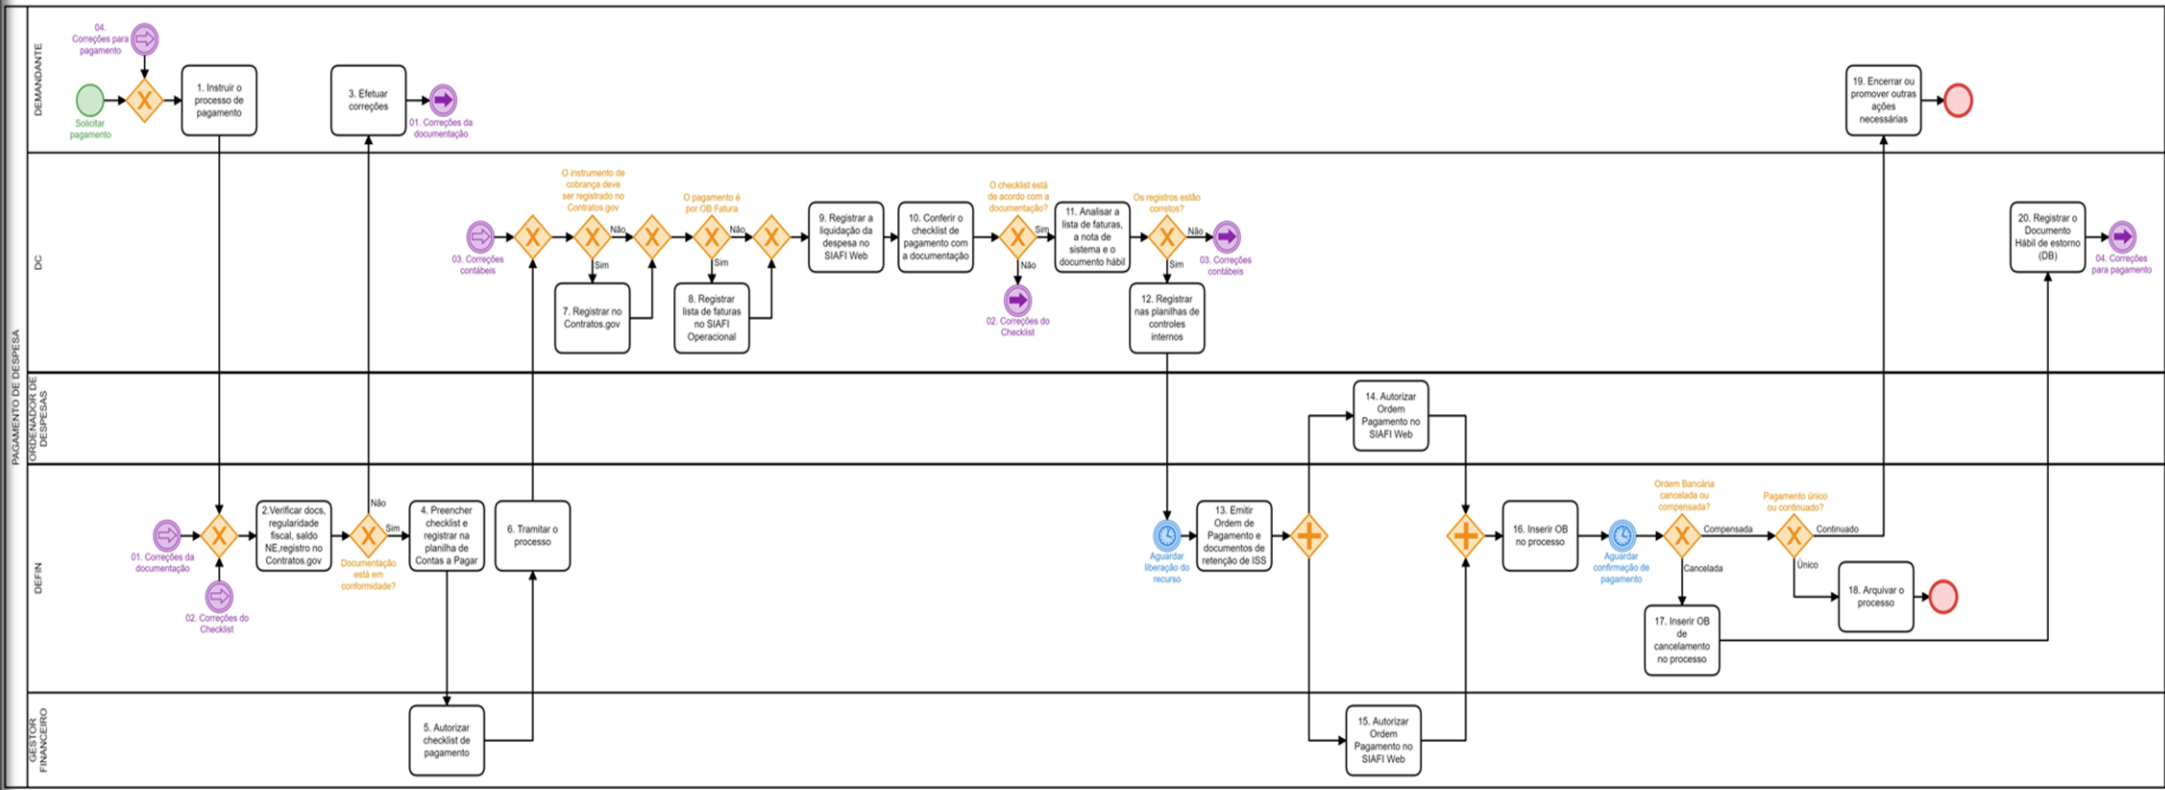 PAGAMENTO DE DESPESA
DEMANDANTE
04.
Correções para
pagamento
Solicitar
pagamento
1. Instruir o
processo de
pagamento
3. Efetuar
correções
01. Correções da
documentação
19. Encerrar ou
promover outras
ações
necessárias
DC
03. Correções
contábeis
O instrumento de
cobrança deve
ser registrado no
Contratos.gov
Não
Sim
7. Registrar no
Contratos.gov
O pagamento é
por OB Fatura
Não
Sim
8. Registrar
lista de faturas
no SIAFI
Operacional
9. Registrar a
liquidação da
despesa no
SIAFI Web
10. Conferir o
checklist de
pagamento com
a documentação
O checklist está
de acordo com a
documentação?
Sim
Não
02. Correções do
Checklist
11. Analisar a
lista de faturas,
a nota de
sistema e o
documento hábil
Os registros estão
corretos?
Não
03. Correções
contábeis
Sim
12. Registrar
nas planilhas de
controles
internos
20. Registrar o
Documento
Hábil de estorno
(DB)
04. Correções
para pagamento
ORDENADOR DE
DESPESAS
14. Autorizar
Ordem
Pagamento no
SIAFI Web
DEFIN
01. Correções da
documentação
02. Correções do
Checklist
2.Verificar docs,
regularidade
fiscal, saldo
NE,registro no
Contratos.gov
Não
Sim
Documentação
está em
conformidade?
4. Preencher
checklist e
registrar na
planilha de
Contas a Pagar
6. Tramitar o
processo
Aguardar
liberação do
recurso
13. Emitir
Ordem de
Pagamento e
documentos de
retenção de ISS
16. Inserir OB
no processo
Aguardar
confirmação de
pagamento
Ordem Bancária
cancelada ou
compensada?
Compensada
Cancelada
17. Inserir OB
de
cancelamento
no processo
Pagamento único
ou continuado?
Continuado
Único
18. Arquivar o
processo
GESTOR
FINANCEIRO
5. Autorizar
checklist de
pagamento
15. Autorizar
Ordem
Pagamento no
SIAFI Web